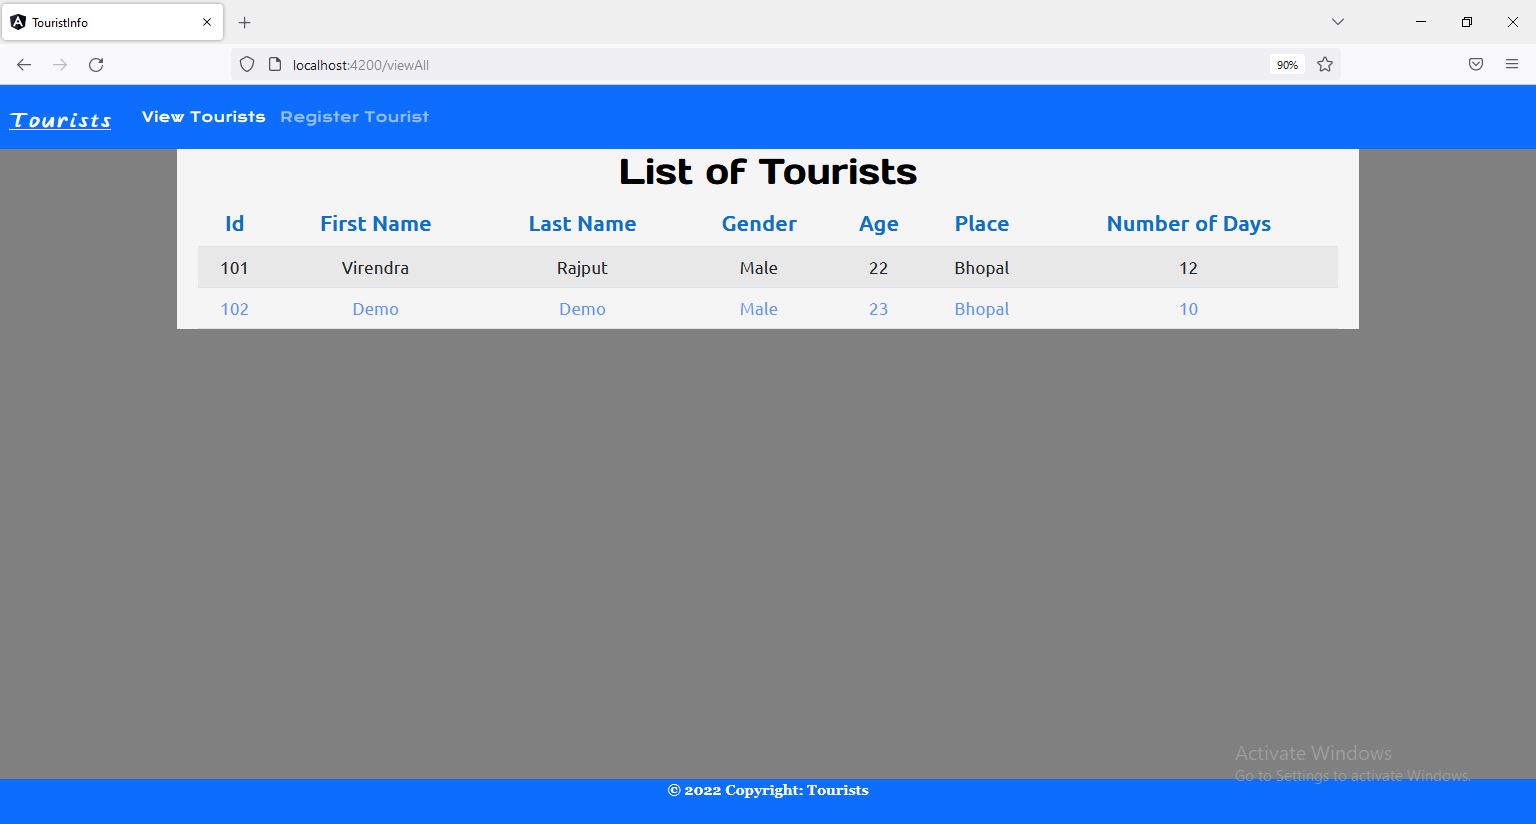 TouristInfo
localhost:4200/viewAll
90%
Tourists View Tourists Register Tourist
List of Tourists
Id First Name Last Name Gender Age Place Number of Days
101 Virendra Rajput Male 22 Bhopal 12
102 Demo Demo Male 23 Bhopal 10
Activate Windows
Go to Settings to activate Windows.
© 2022 Copyright: Tourists